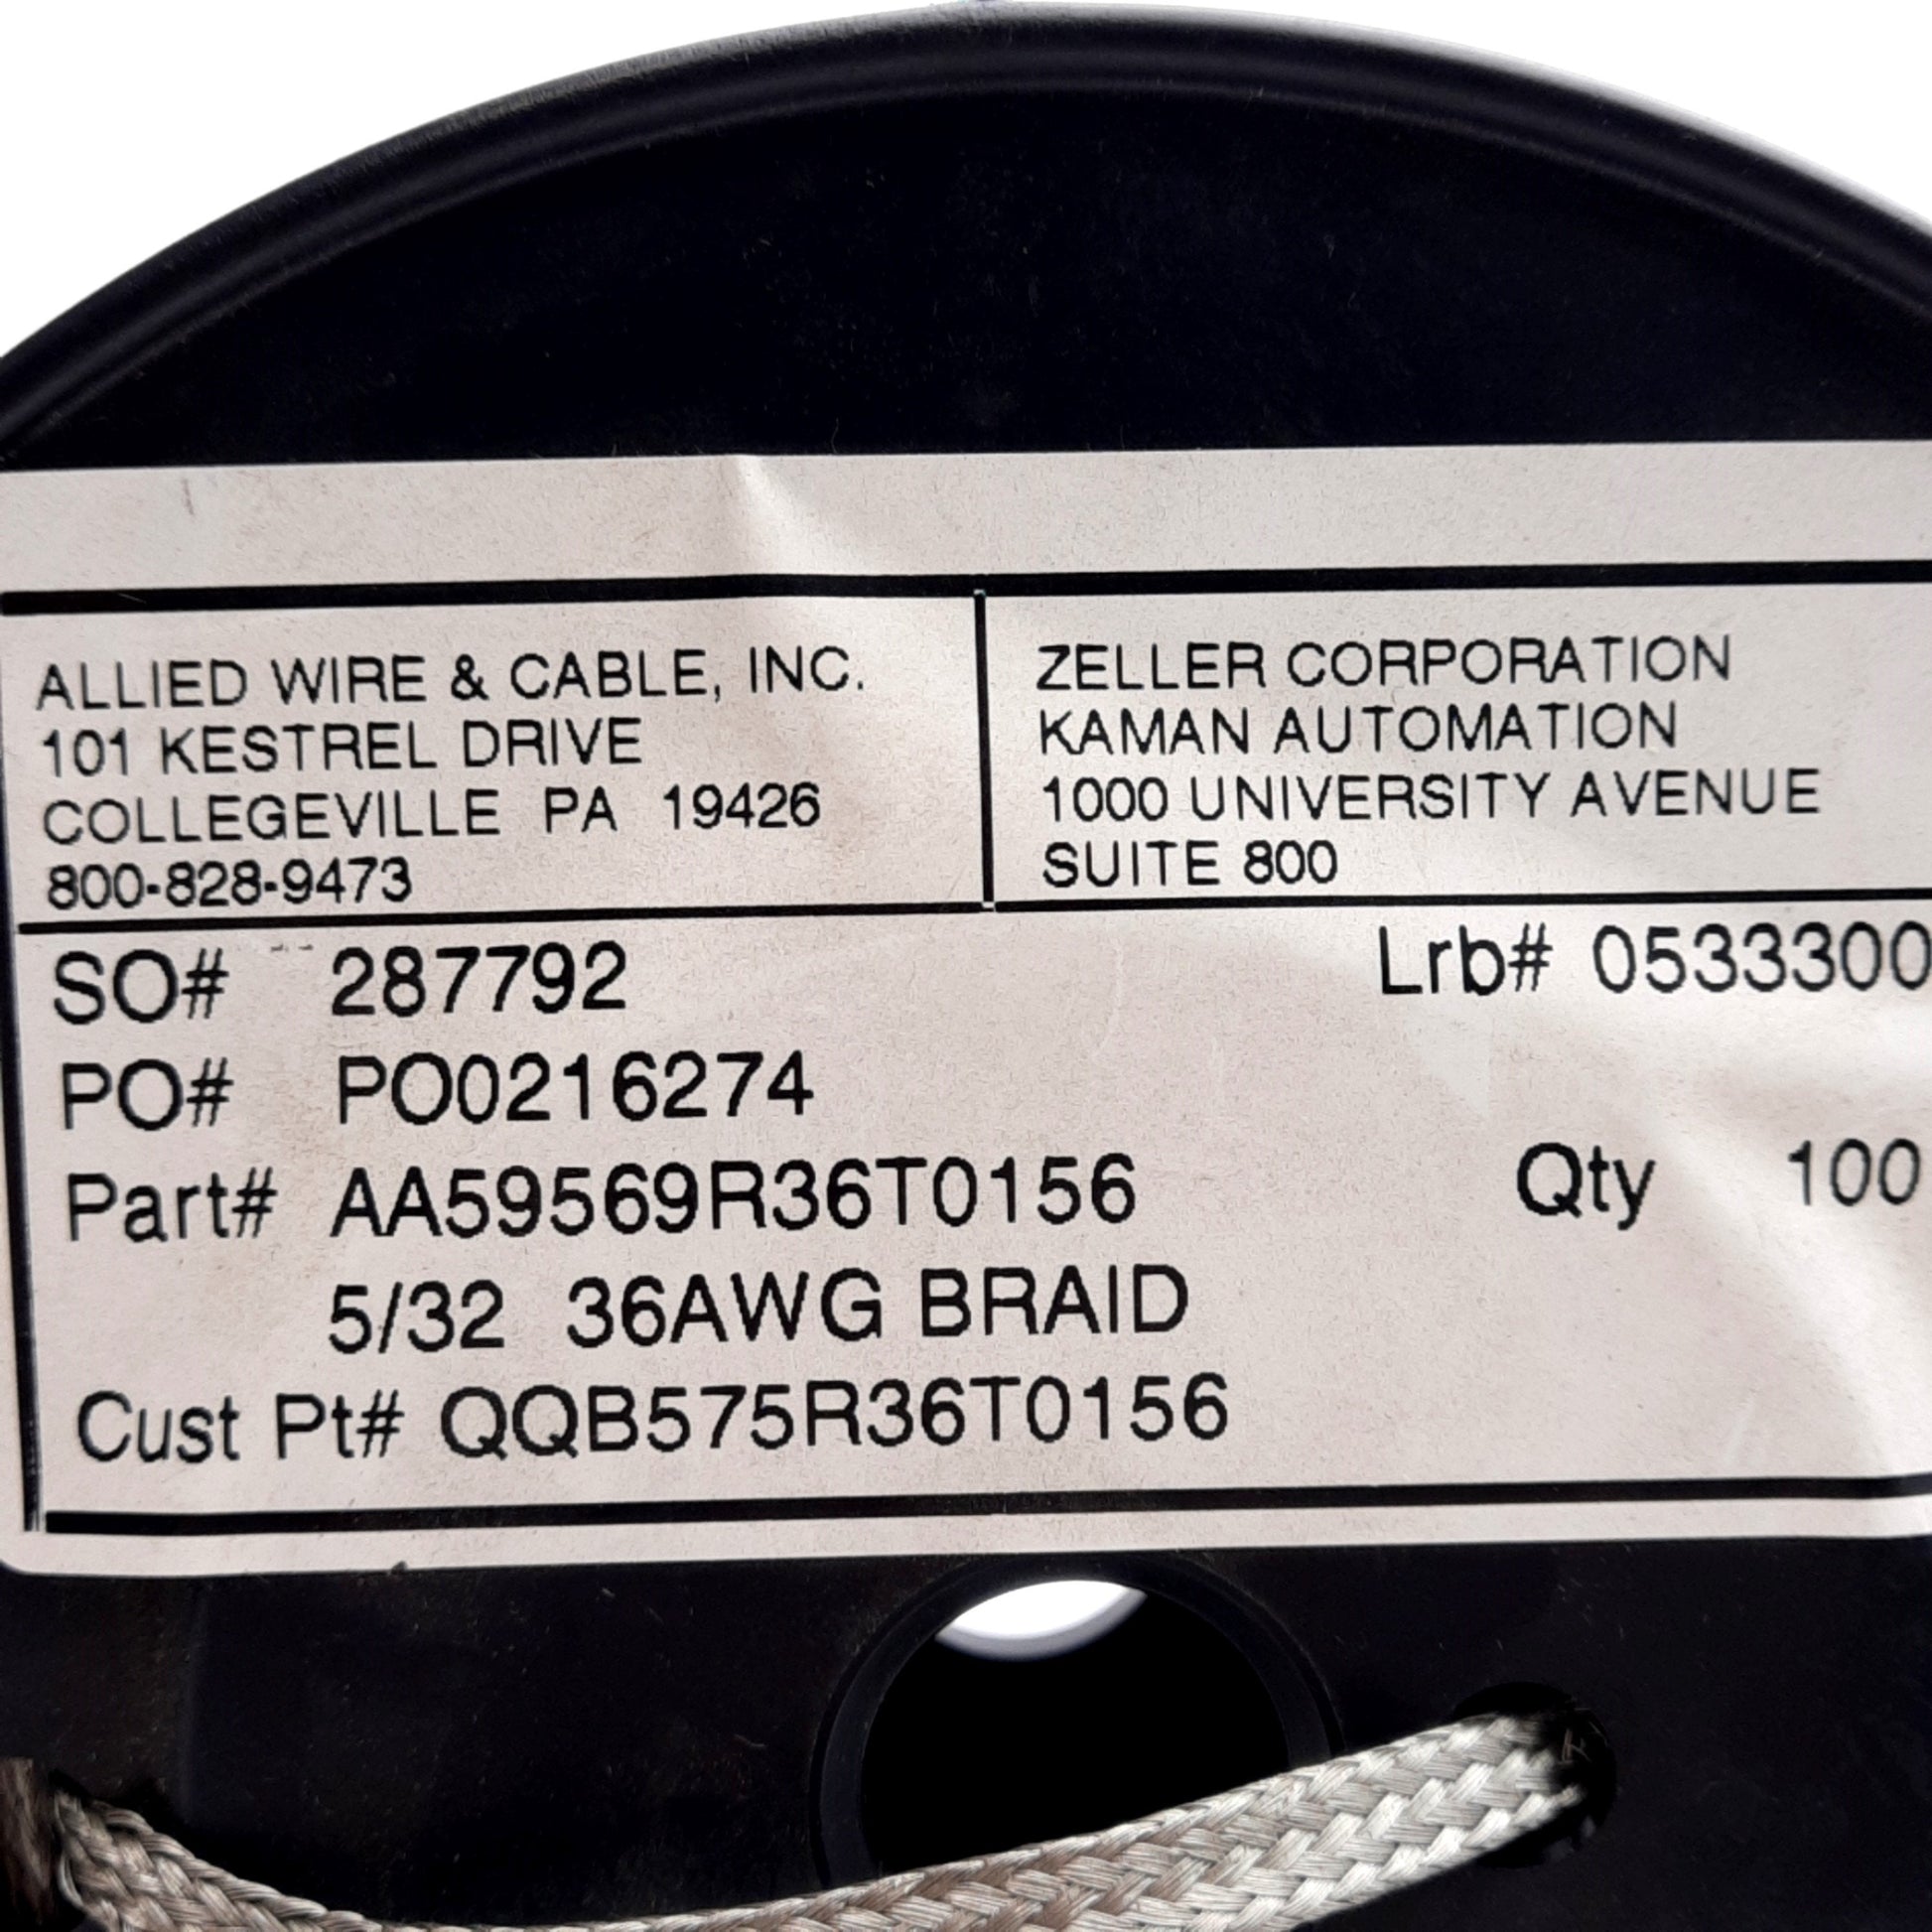 ALLIED WIRE & CABLE, INC.
101 KESTREL DRIVE
COLLEGEVILLE PA 19426
800-828-9473
ZELLER CORPORATION
KAMAN AUTOMATION
1000 UNIVERSITY AVENUE
SUITE 800
SO# 287792
Lrb# 0533300
PO# PO0216274
Part# AA59569R36T0156
Qty 100
5/32 36AWG BRAID
Cust Pt# QQB575R36T0156